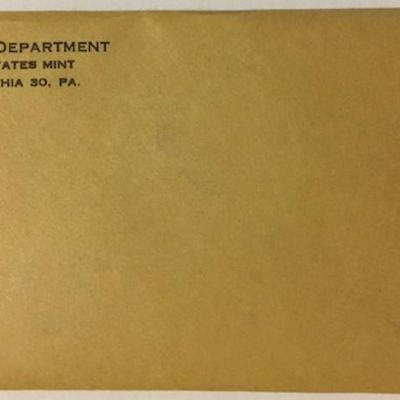 DEPARTMENT
TATES MINT
HIA 30, PA.